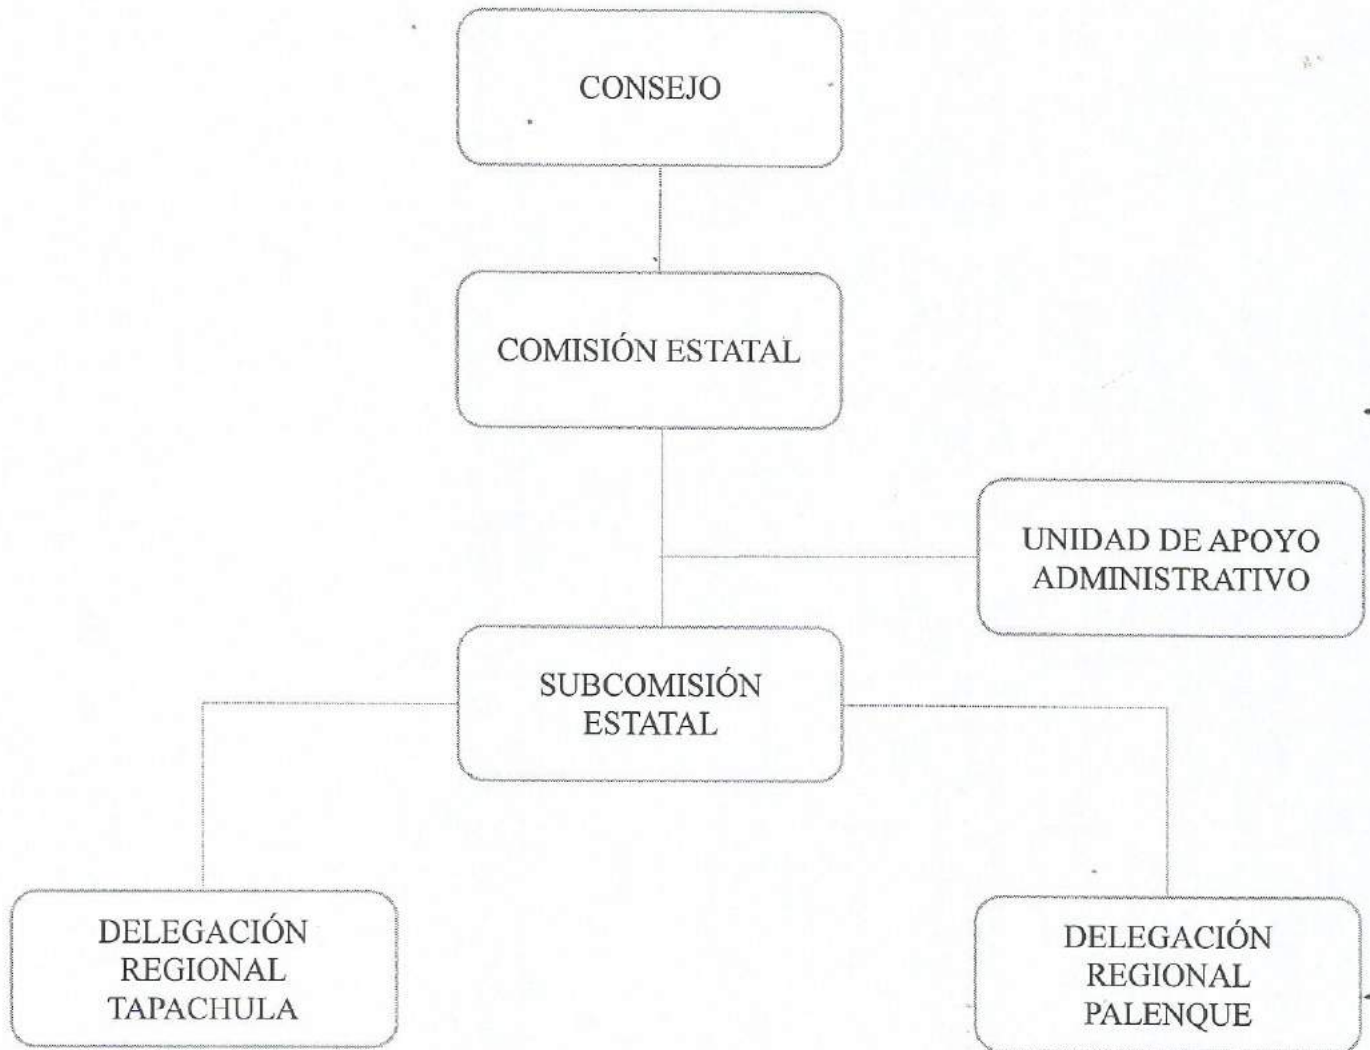 CONSEJO
COMISIÓN ESTATAL
UNIDAD DE APOYO
ADMINISTRATIVO
SUBCOMISIÓN
ESTATAL
DELEGACIÓN
REGIONAL
TAPACHULA
DELEGACIÓN
REGIONAL
PALENQUE